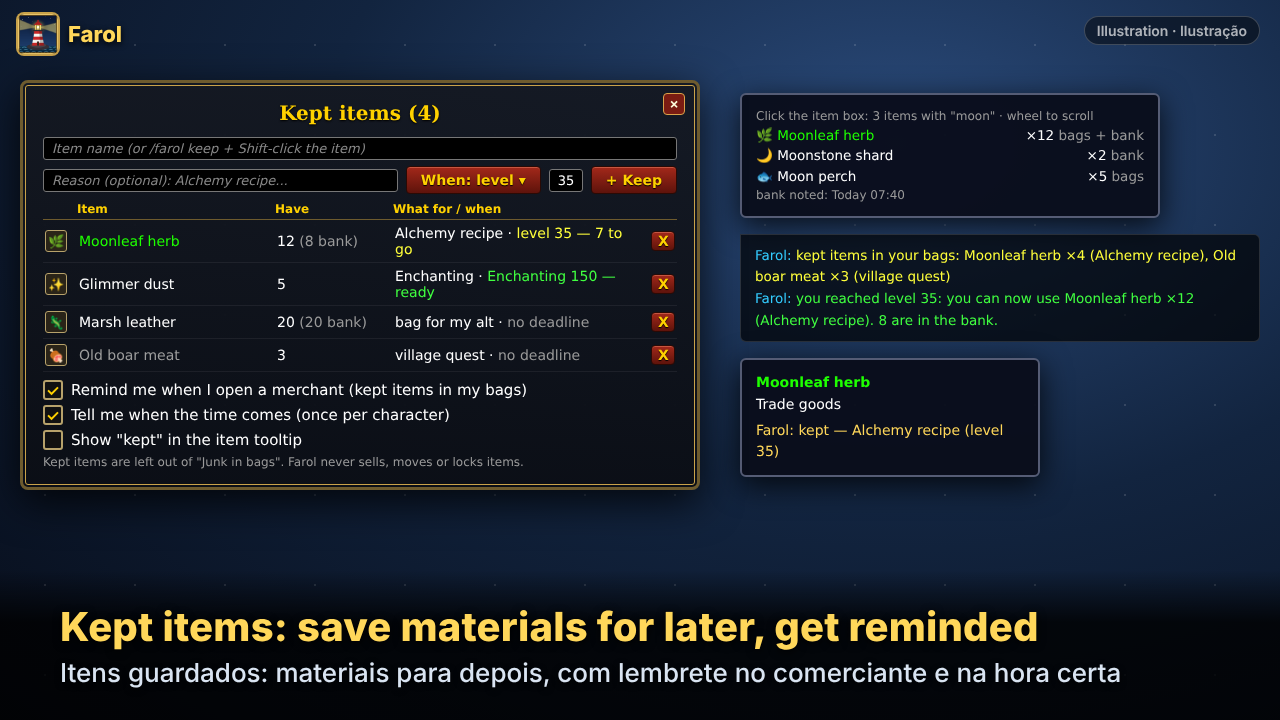 Farol
Illustration · Ilustração
Kept items (4)
×
Item name (or /farol keep + Shift-click the item)
Reason (optional): Alchemy recipe...
When: level ▾
35
+ Keep
Item Have What for / when
Moonleaf herb 12 (8 bank) Alchemy recipe · level 35 — 7 to
go
X
Glimmer dust 5 Enchanting · Enchanting 150 —
ready
X
Marsh leather 20 (20 bank) bag for my alt · no deadline X
Old boar meat 3 village quest · no deadline X
Remind me when I open a merchant (kept items in my bags)
Tell me when the time comes (once per character)
Show "kept" in the item tooltip
Kept items are left out of "Junk in bags". Farol never sells, moves or locks items.
Click the item box: 3 items with "moon" · wheel to scroll
Moonleaf herb ×12 bags + bank
Moonstone shard ×2 bank
Moon perch ×5 bags
bank noted: Today 07:40
Farol: kept items in your bags: Moonleaf herb ×4 (Alchemy recipe), Old
boar meat ×3 (village quest)
Farol: you reached level 35: you can now use Moonleaf herb ×12
(Alchemy recipe). 8 are in the bank.
Moonleaf herb
Trade goods
Farol: kept — Alchemy recipe (level
35)
Kept items: save materials for later, get reminded
Itens guardados: materiais para depois, com lembrete no comerciante e na hora certa